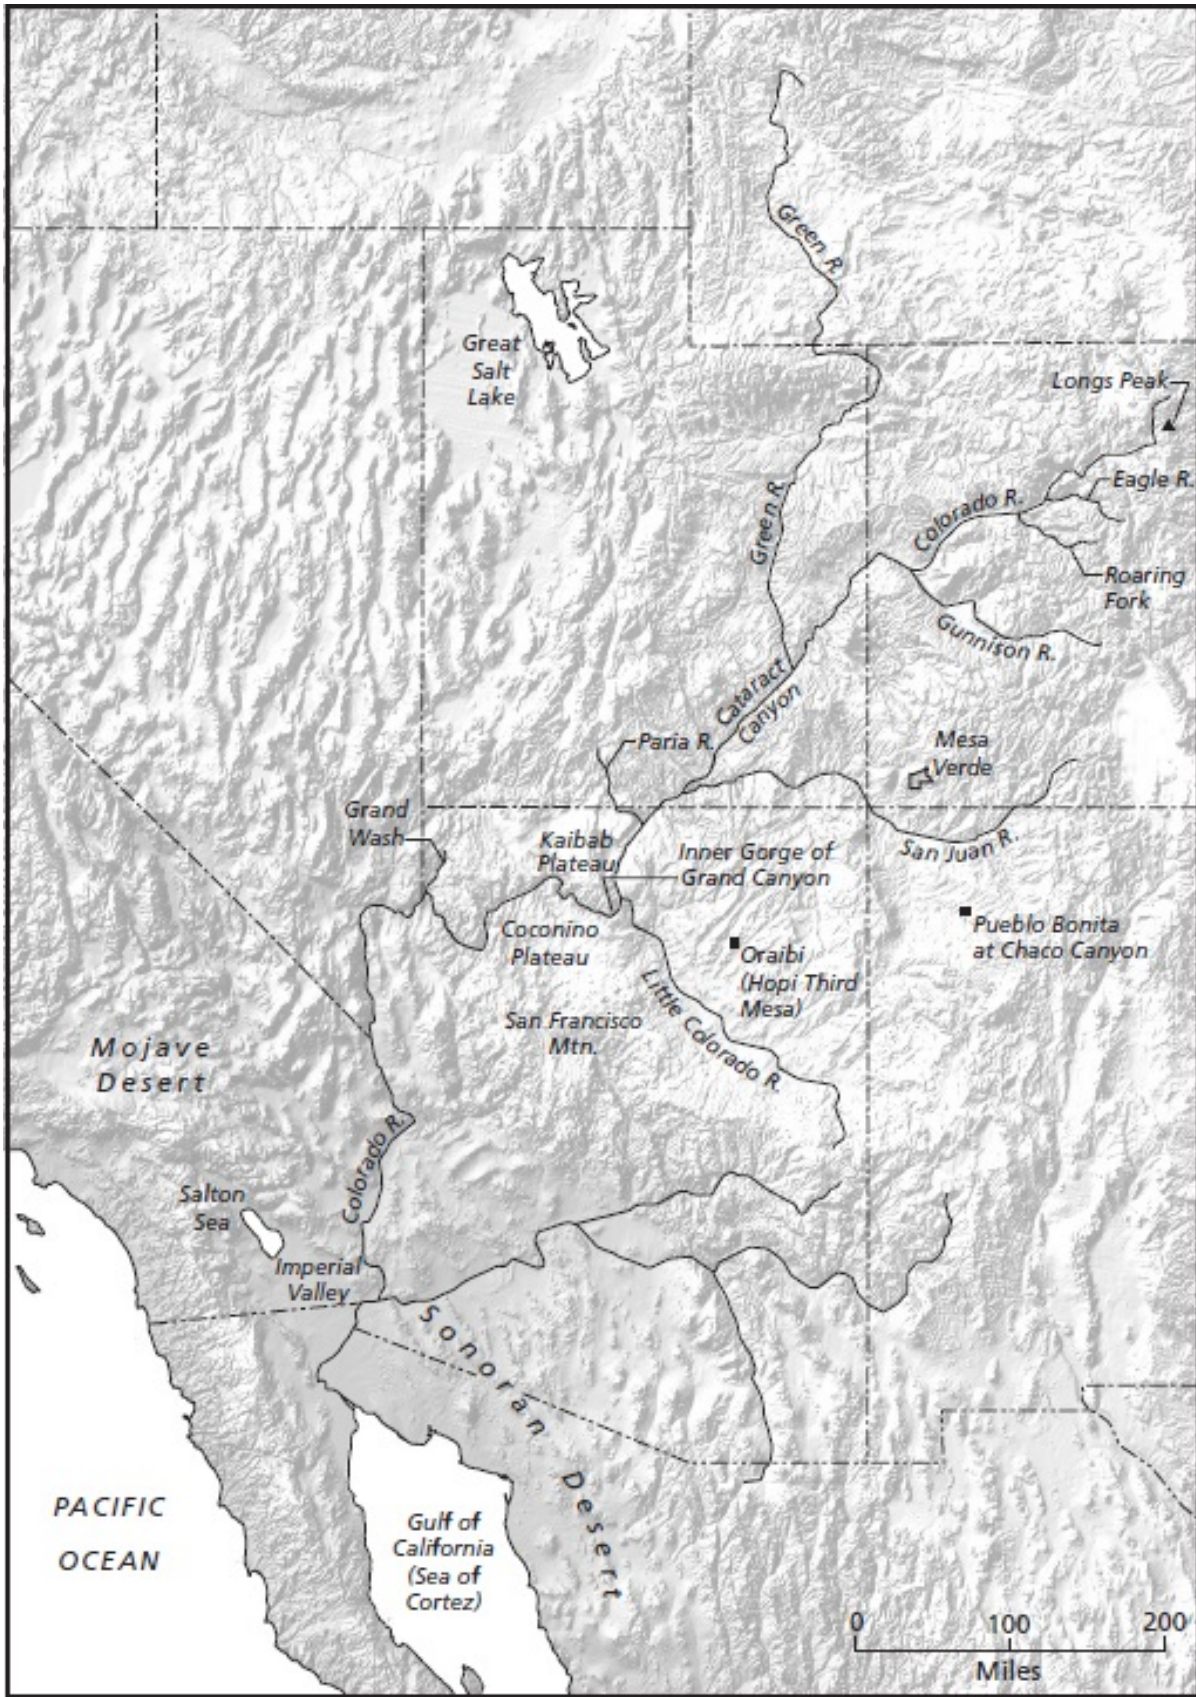 Green R.
Great
Salt
Lake
Longs Peak
Eagle R.
Colorado R.
Green R.
Roaring
Fork
Gunnison R.
Cataract
Canyon
Paria R.
Mesa
Verde
Grand
Wash
Kaibab
Plateau
Inner Gorge of
Grand Canyon
San Juan R.
Coconino
Plateau
Pueblo Bonita
at Chaco Canyon
Oraibi
(Hopi Third
Mesa)
Little Colorado R.
San Francisco
Mtn.
Mojave
Desert
Colorado R.
Salton
Sea
Imperial
Valley
Sonoran Desert
PACIFIC
OCEAN
Gulf of
California
(Sea of
Cortez)
0 100 200
Miles